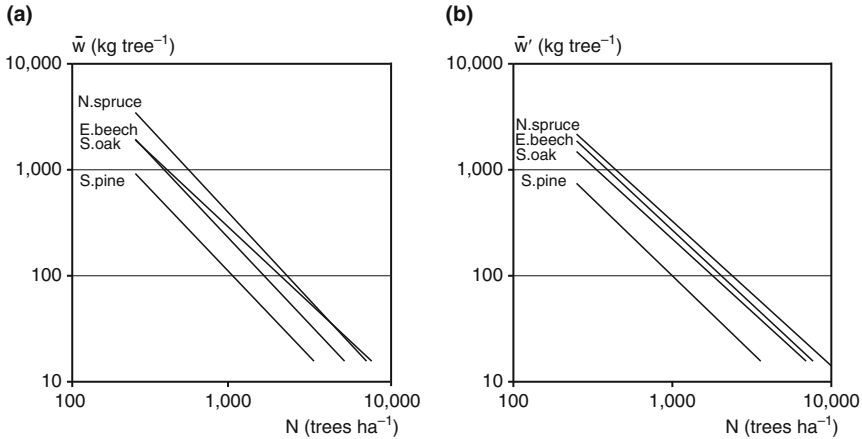 (a)
w̄ (kg tree⁻¹)
10,000
N.spruce
E.beech
S.oak
1,000
S.pine
100
10
100
1,000
10,000
N (trees ha⁻¹)
(b)
w̄′ (kg tree⁻¹)
10,000
N.spruce
E.beech
1,000
S.oak
S.pine
100
10
100
1,000
10,000
N (trees ha⁻¹)